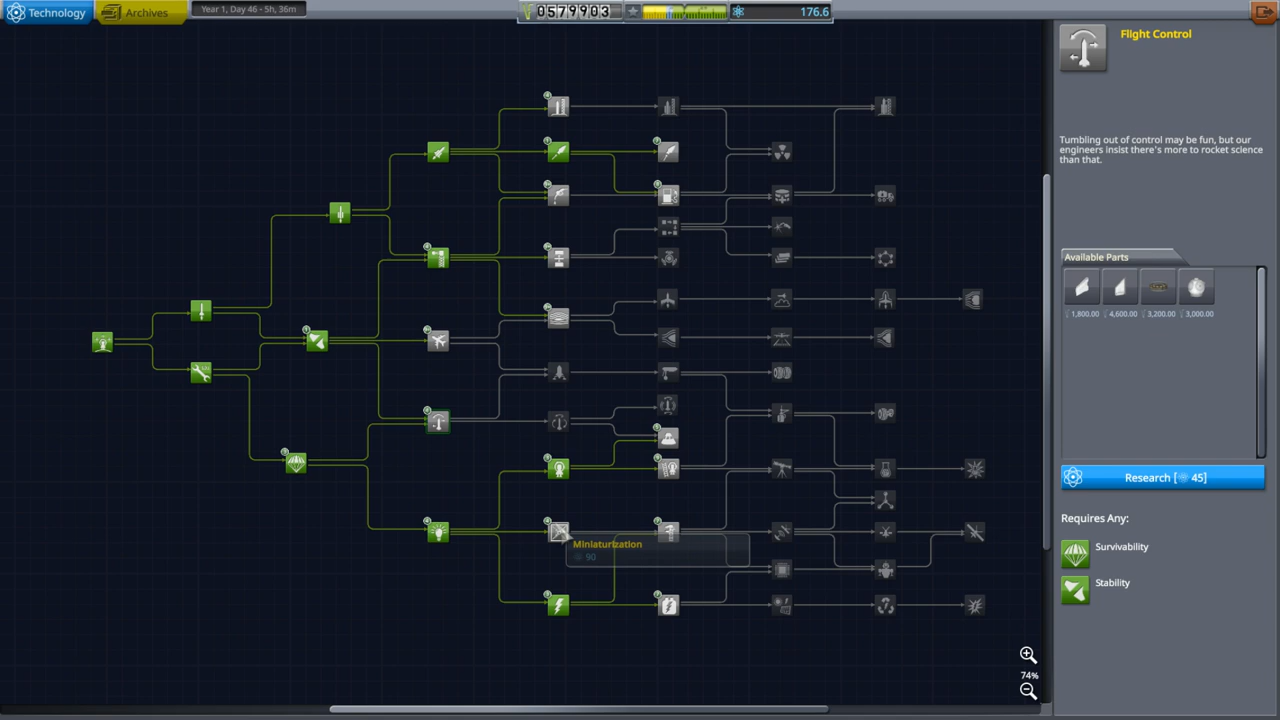 Technology
Archives
Year 1, Day 46 - 5h, 36m
0579903
176.6
Flight Control
Tumbling out of control may be fun, but our
engineers insist there's more to rocket science
than that.
Available Parts
1,800.00 4,600.00 3,200.00 3,000.00
Research [ 45]
Requires Any:
Survivability
Stability
Miniaturization
90
74%